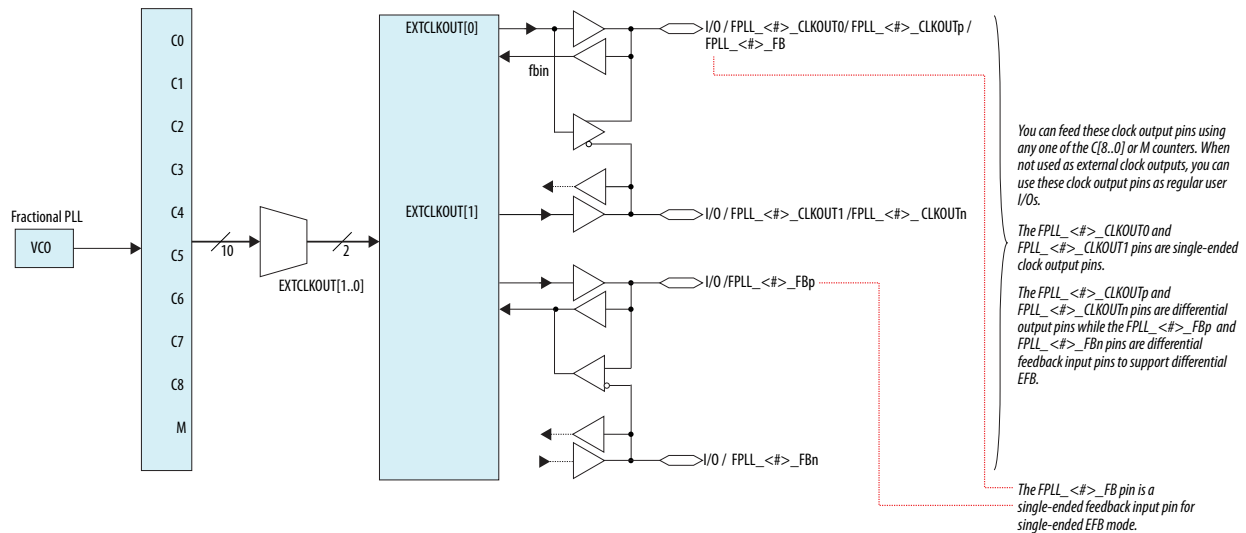 Fractional PLL
VCO
C0
C1
C2
C3
C4
C5
C6
C7
C8
M
10
2
EXTCLKOUT[1..0]
EXTCLKOUT[0]
EXTCLKOUT[1]
fbin
I/O / FPLL_<#>_CLKOUT0/ FPLL_<#>_CLKOUTp /
FPLL_<#>_FB
I/O / FPLL_<#>_CLKOUT1 /FPLL_<#>_ CLKOUTn
I/O /FPLL_<#>_FBp
I/O / FPLL_<#>_FBn
You can feed these clock output pins using
any one of the C[8..0] or M counters. When
not used as external clock outputs, you can
use these clock output pins as regular user
I/Os.
The FPLL_<#>_CLKOUT0 and
FPLL_<#>_CLKOUT1 pins are single-ended
clock output pins.
The FPLL_<#>_CLKOUTp and
FPLL_<#>_CLKOUTn pins are differential
output pins while the FPLL_<#>_FBp and
FPLL_<#>_FBn pins are differential
feedback input pins to support differential
EFB.
The FPLL_<#>_FB pin is a
single-ended feedback input pin for
single-ended EFB mode.